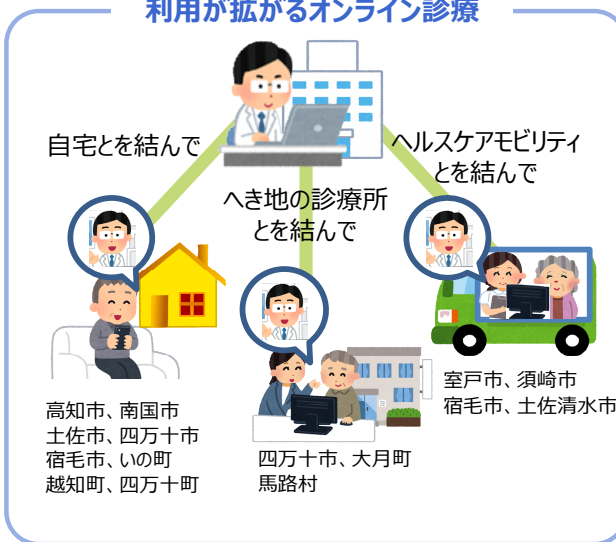 利用が拡がるオンライン診療
自宅とを結んで
へき地の診療所
とを結んで
ヘルスケアモビリティ
とを結んで
高知市、南国市
土佐市、四万十市
宿毛市、いの町
越知町、四万十町
四万十市、大月町
馬路村
室戸市、須崎市
宿毛市、土佐清水市